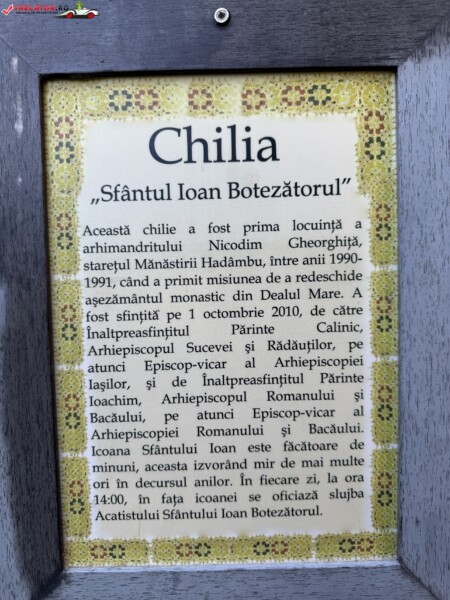 TRECATOR.RO
Chilia
„Sfântul Ioan Botezătorul”
Această chilie a fost prima locuință a
arhimandritului Nicodim Gheorghiță,
starețul Mănăstirii Hadâmbu, între anii 1990-
1991, când a primit misiunea de a redeschide
așezământul monastic din Dealul Mare. A
fost sfințită pe 1 octombrie 2010, de către
Înaltpreasfințitul Părinte Calinic,
Arhiepiscopul Sucevei și Rădăuților, pe
atunci Episcop-vicar al Arhiepiscopiei
Iașilor, și de Înaltpreasfințitul Părinte
Ioachim, Arhiepiscopul Romanului și
Bacăului, pe atunci Episcop-vicar al
Arhiepiscopiei Romanului și Bacăului.
Icoana Sfântului Ioan este făcătoare de
minuni, aceasta izvorând mir de mai multe
ori în decursul anilor. În fiecare zi, la ora
14:00, în fața icoanei se oficiază slujba
Acatistului Sfântului Ioan Botezătorul.